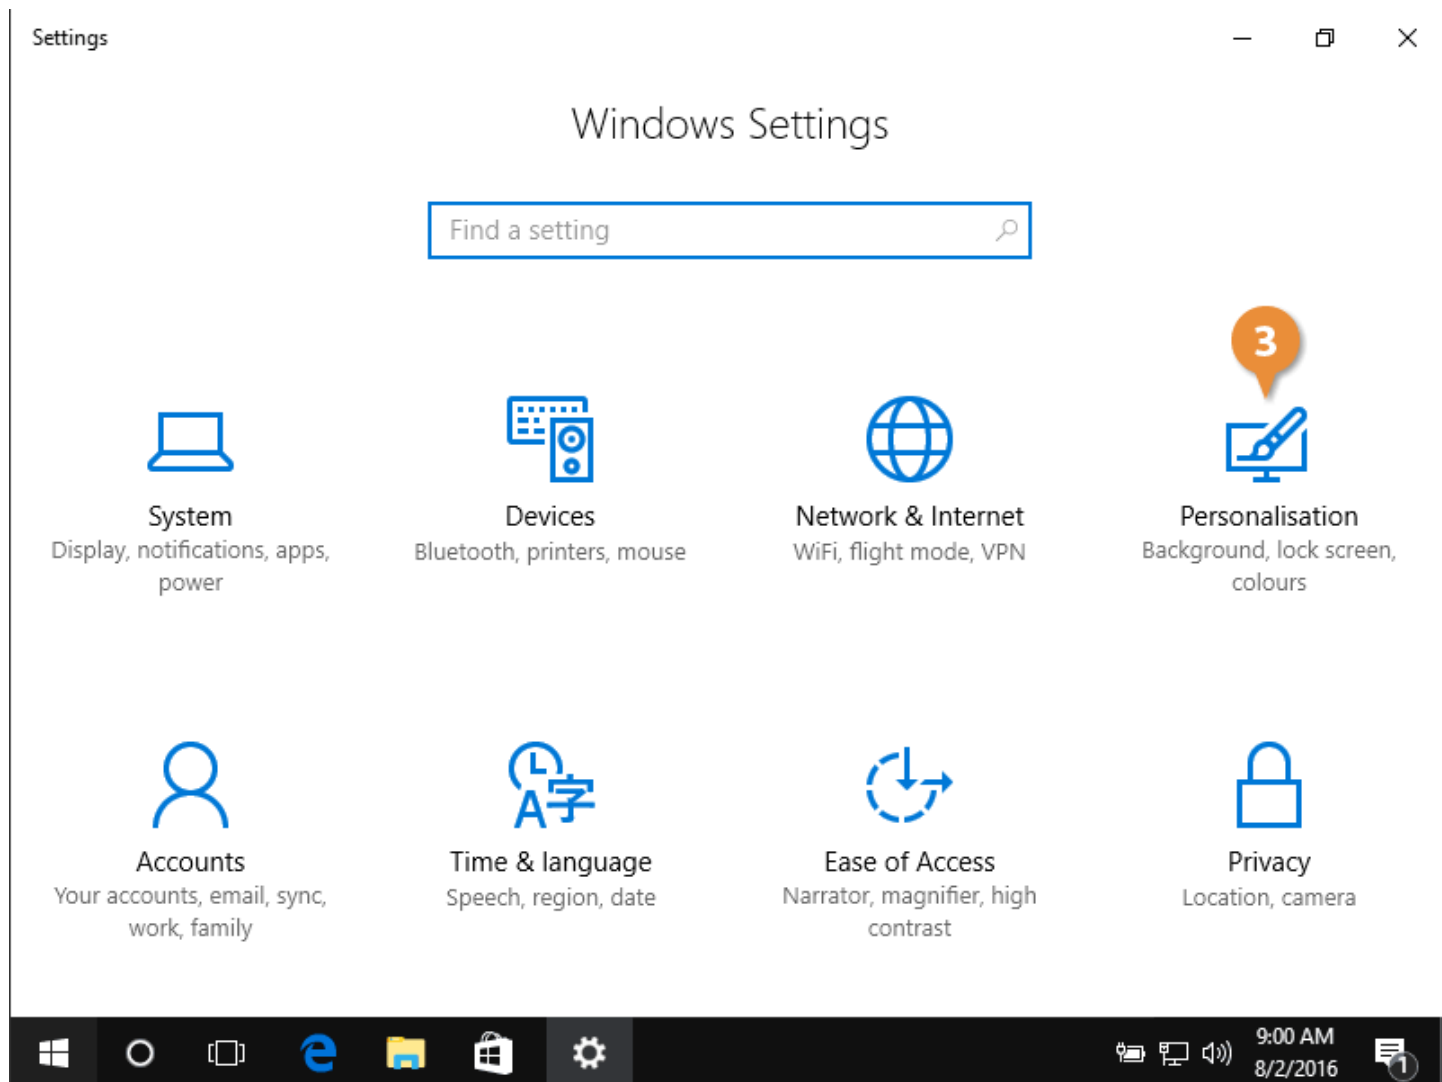 Settings
Windows Settings
Find a setting
3
System
Display, notifications, apps,
power
Devices
Bluetooth, printers, mouse
Network & Internet
WiFi, flight mode, VPN
Personalisation
Background, lock screen,
colours
A字
Accounts
Your accounts, email, sync,
work, family
Time & language
Speech, region, date
Ease of Access
Narrator, magnifier, high
contrast
Privacy
Location, camera
9:00 AM
8/2/2016
1